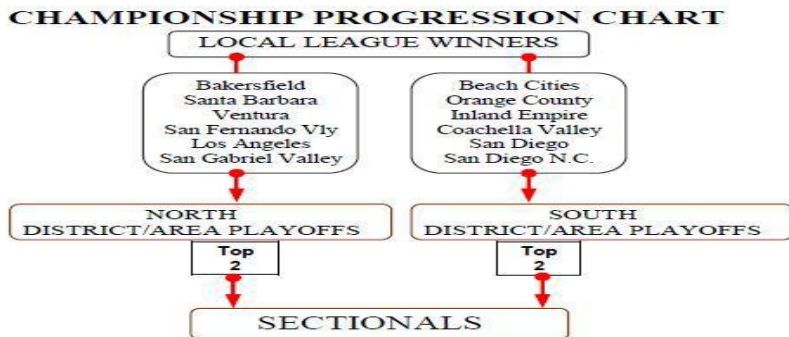 CHAMPIONSHIP PROGRESSION CHART
LOCAL LEAGUE WINNERS
Bakersfield
Santa Barbara
Ventura
San Fernando Vly
Los Angeles
San Gabriel Valley
Beach Cities
Orange County
Inland Empire
Coachella Valley
San Diego
San Diego N.C.
NORTH
DISTRICT/AREA PLAYOFFS
Top
2
SOUTH
DISTRICT/AREA PLAYOFFS
Top
2
SECTIONALS